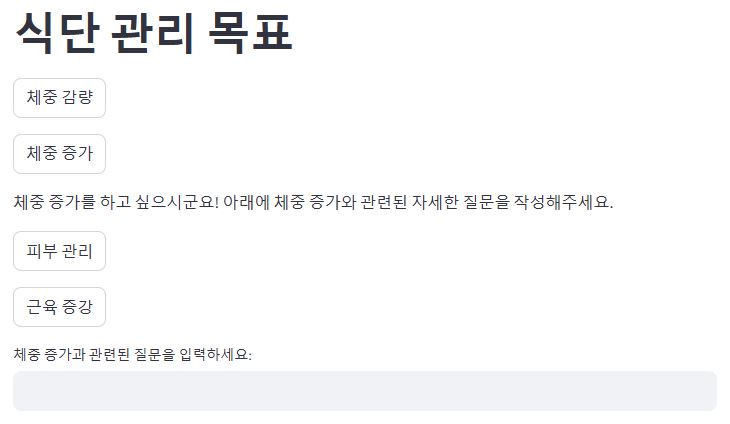 식단 관리 목표
체중 감량
체중 증가
체중 증가를 하고 싶으시군요! 아래에 체중 증가와 관련된 자세한 질문을 작성해주세요.
피부 관리
근육 증강
체중 증가과 관련된 질문을 입력하세요: